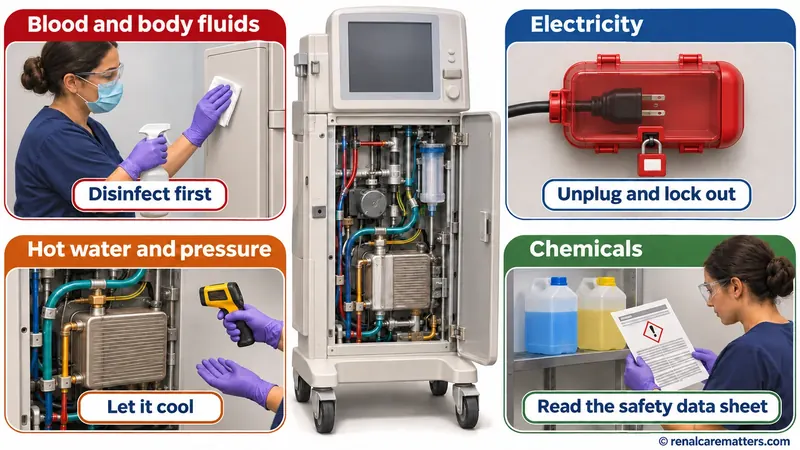 Blood and body fluids
Disinfect first
Electricity
Unplug and lock out
Hot water and pressure
Let it cool
Chemicals
Read the safety data sheet
© renalcarematters.com